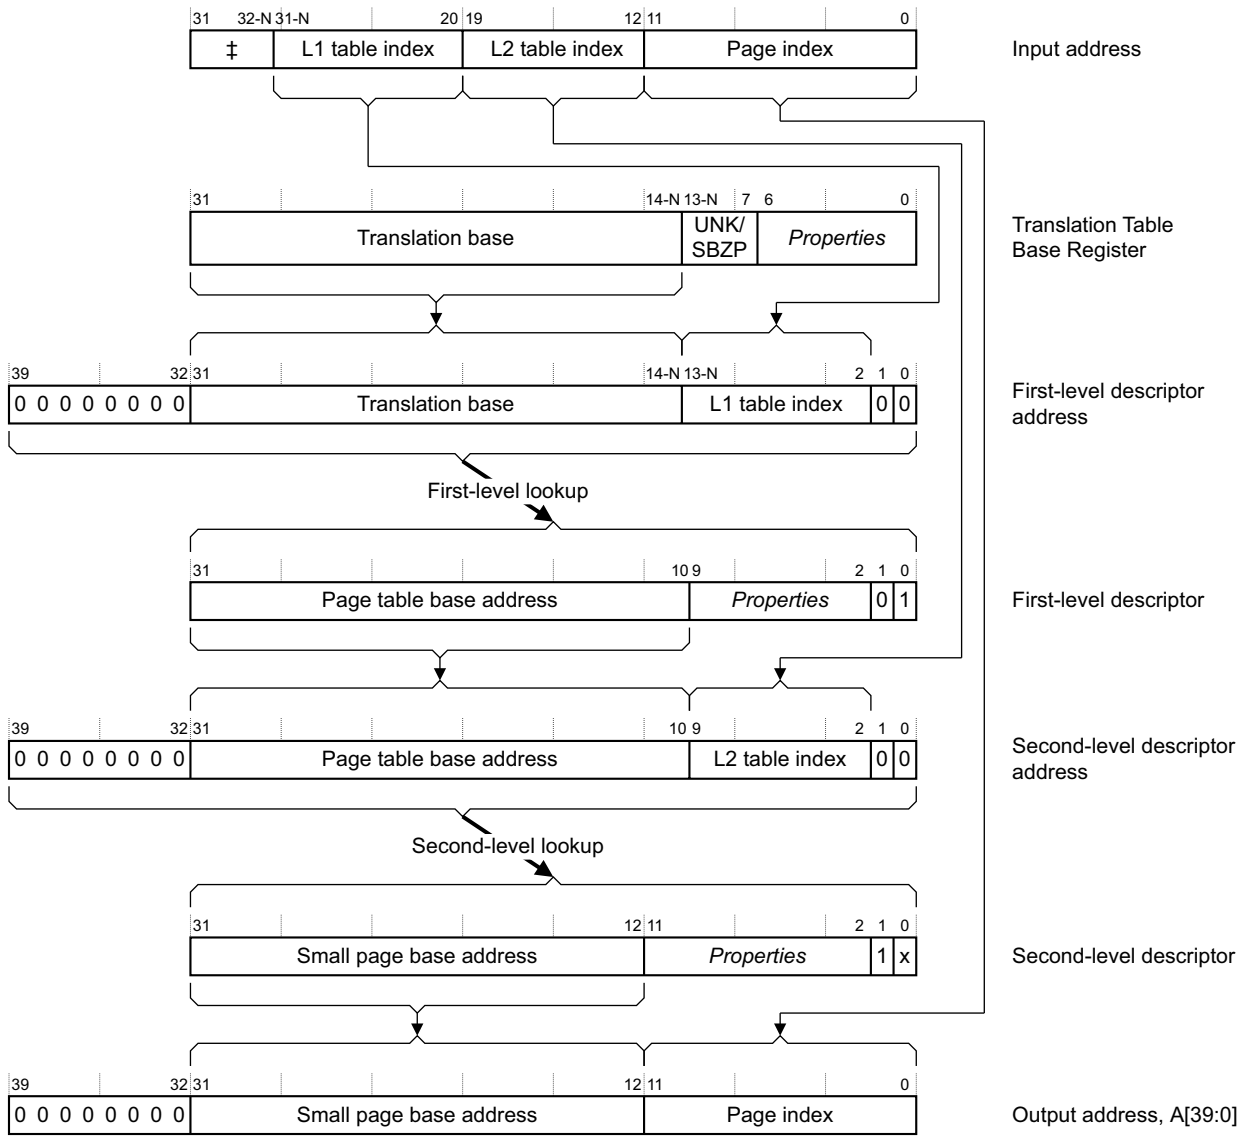 31 32-N 31-N 20 19 12 11 0
‡ L1 table index L2 table index Page index Input address
31 14-N 13-N 7 6 0
Translation base UNK/ SBZP Properties Translation Table Base Register
39 32 31 14-N 13-N 2 1 0
0 0 0 0 0 0 0 0 Translation base L1 table index 0 0 First-level descriptor address
First-level lookup
31 10 9 2 1 0
Page table base address Properties 0 1 First-level descriptor
39 32 31 10 9 2 1 0
0 0 0 0 0 0 0 0 Page table base address L2 table index 0 0 Second-level descriptor address
Second-level lookup
31 12 11 2 1 0
Small page base address Properties 1 x Second-level descriptor
39 32 31 12 11 0
0 0 0 0 0 0 0 0 Small page base address Page index Output address, A[39:0]